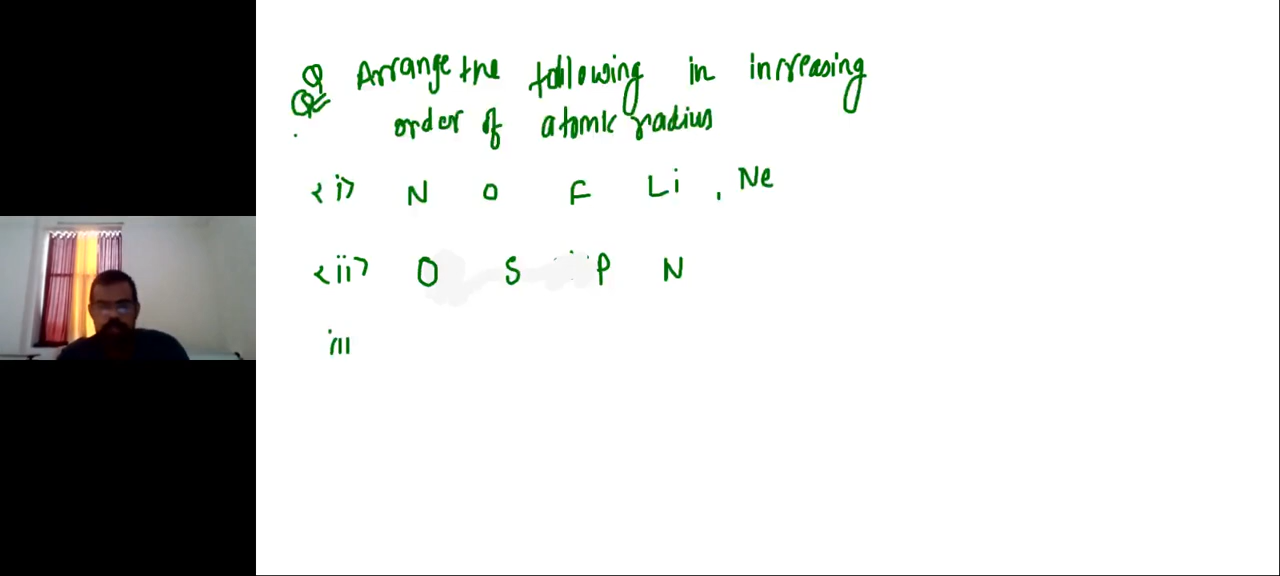 Q Arrange the following in increasing
order of atomic radius
<i> N O F Li , Ne
<ii> O S P N
iii